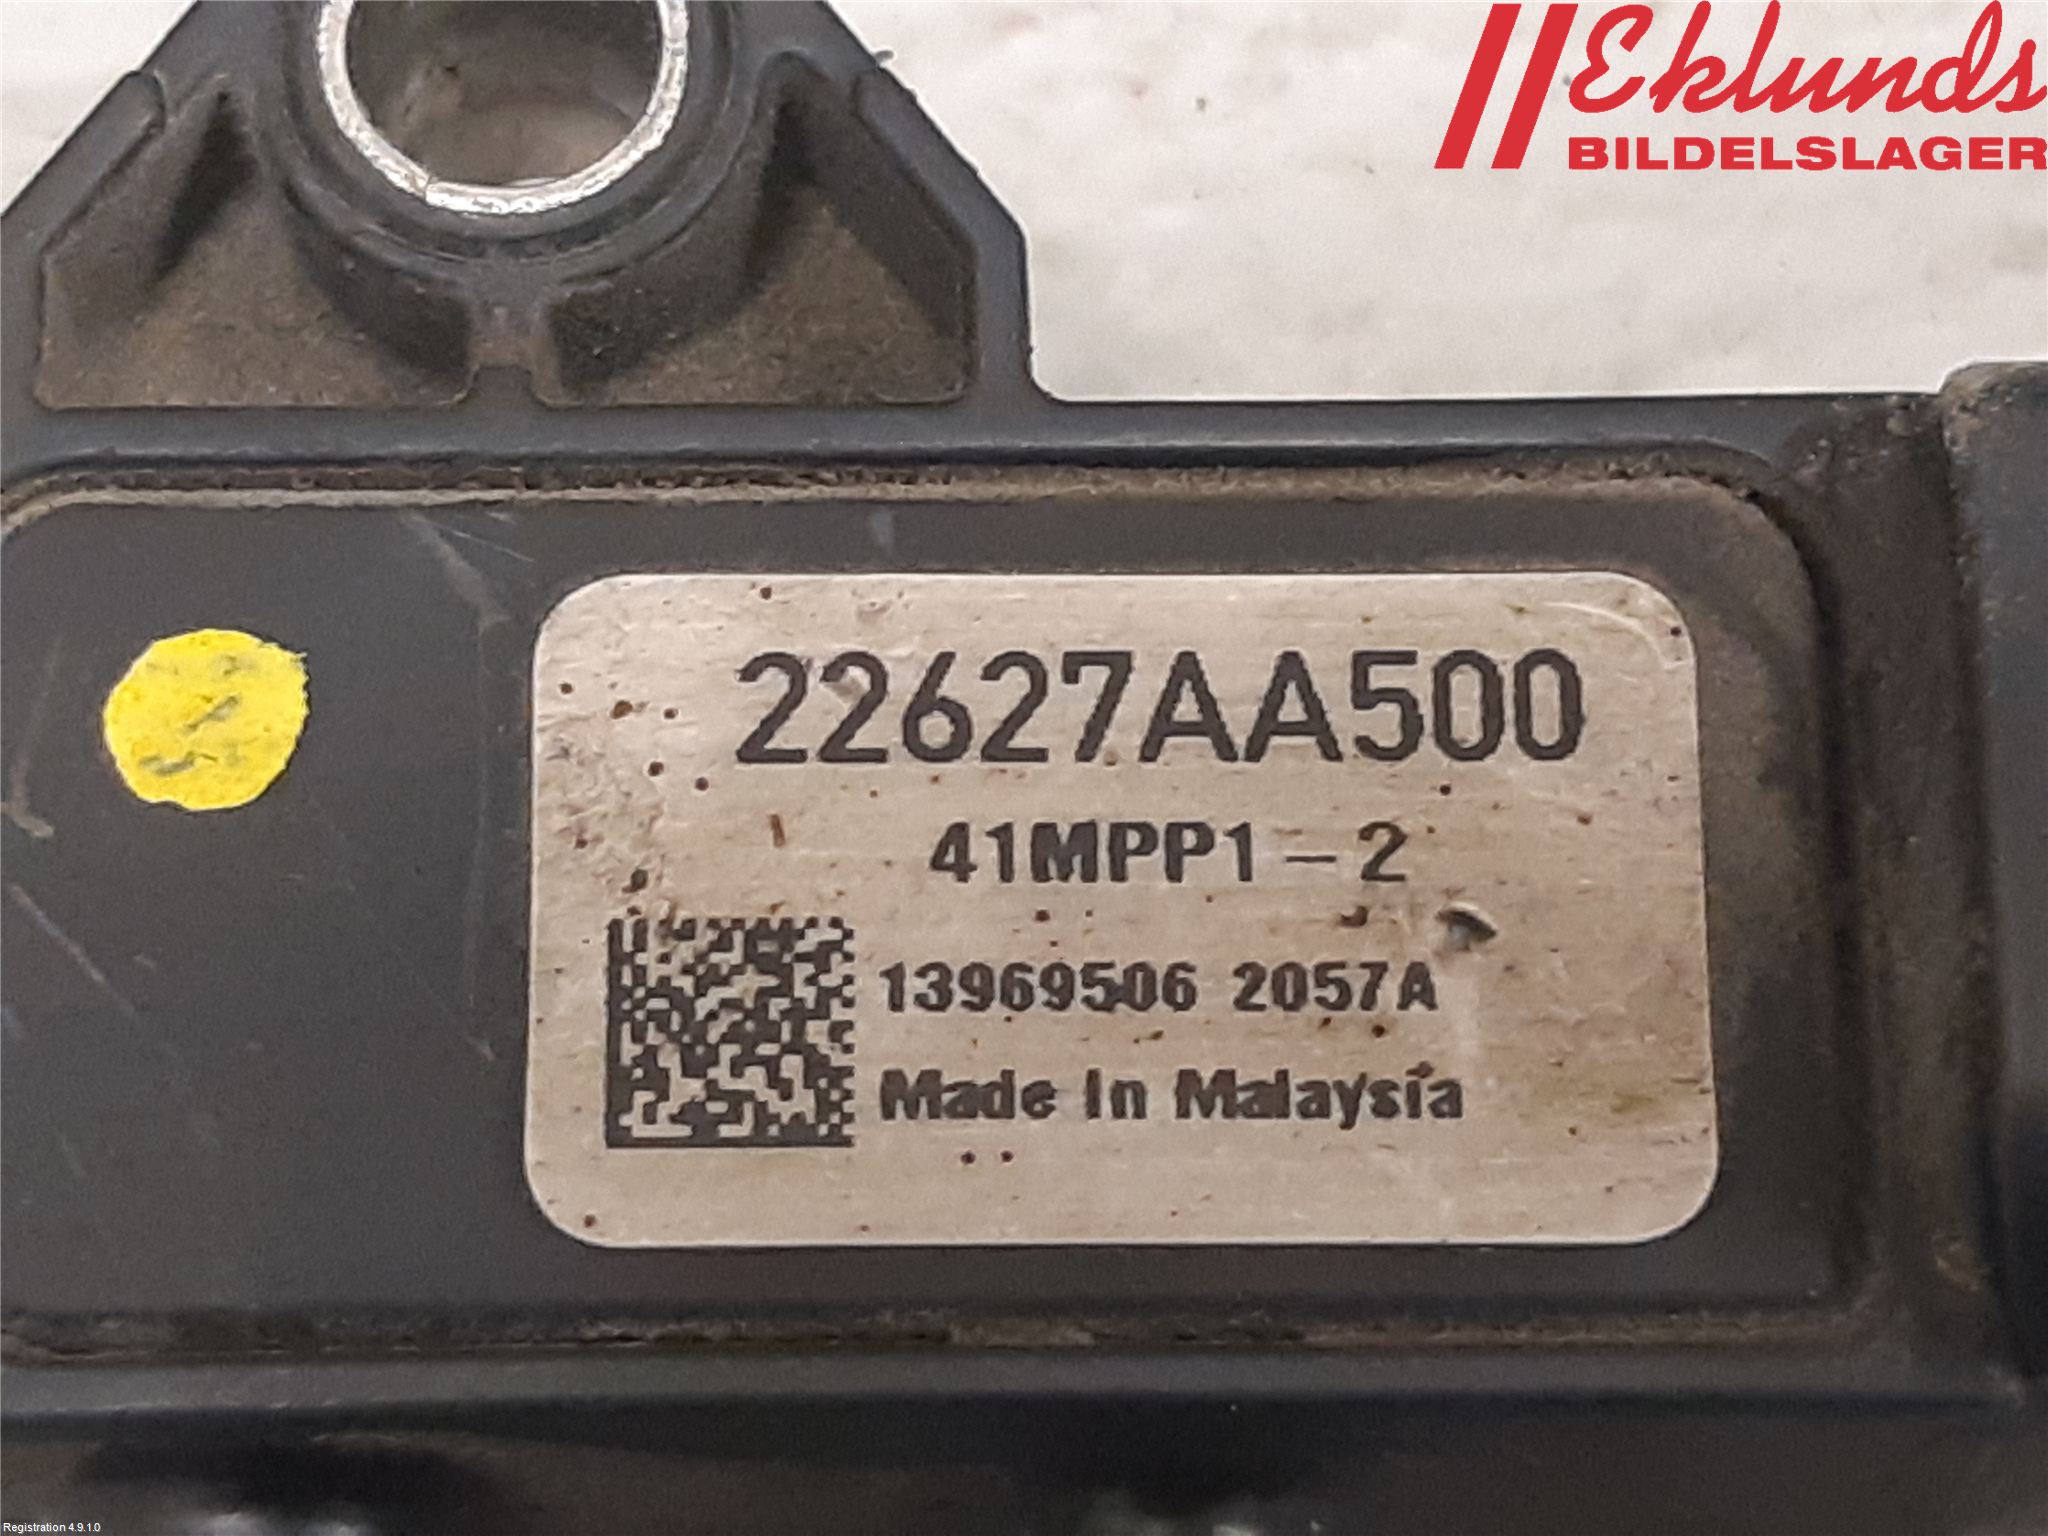 Eklunds
BILDELSLAGER
22627AA500
41MPP1-2
13969506 2057A
Made In Malaysia
Registration 4.9.1.0